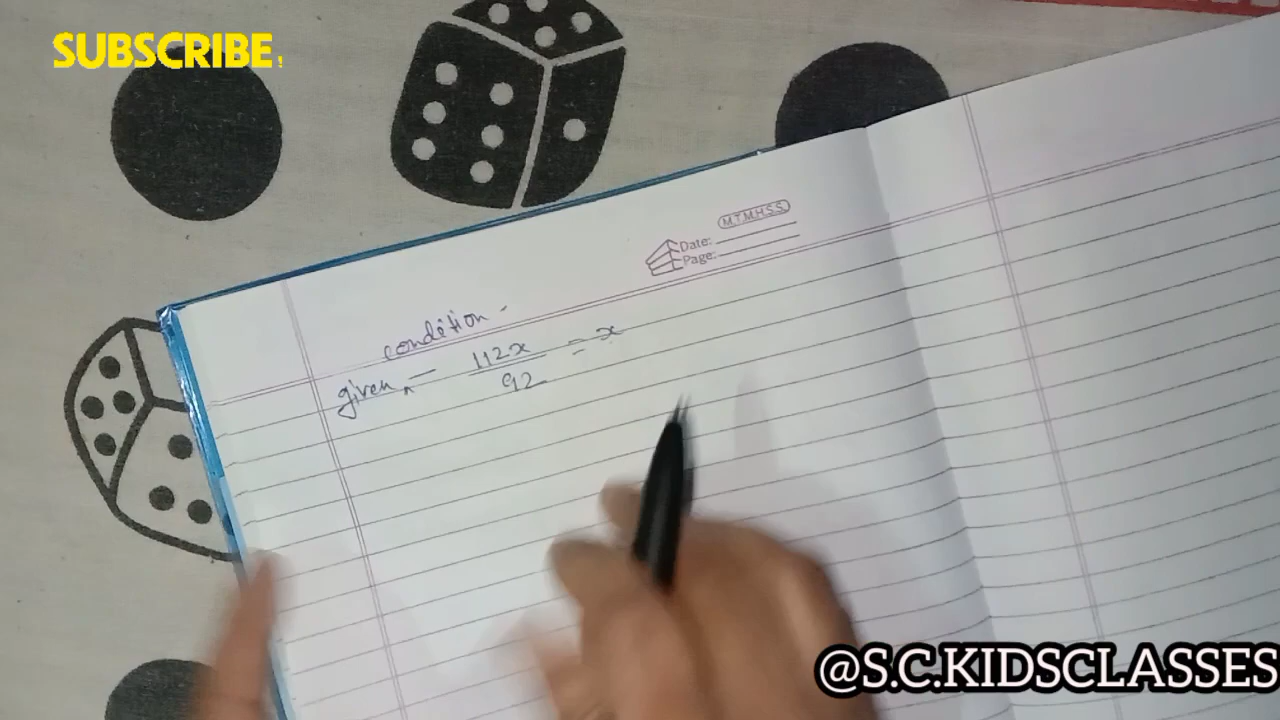 SUBSCRIBE!
M.T.M.H.S.S.
Date:
Page:
condition -
given, - 112x/92 = x
@S.C.KIDSCLASSES